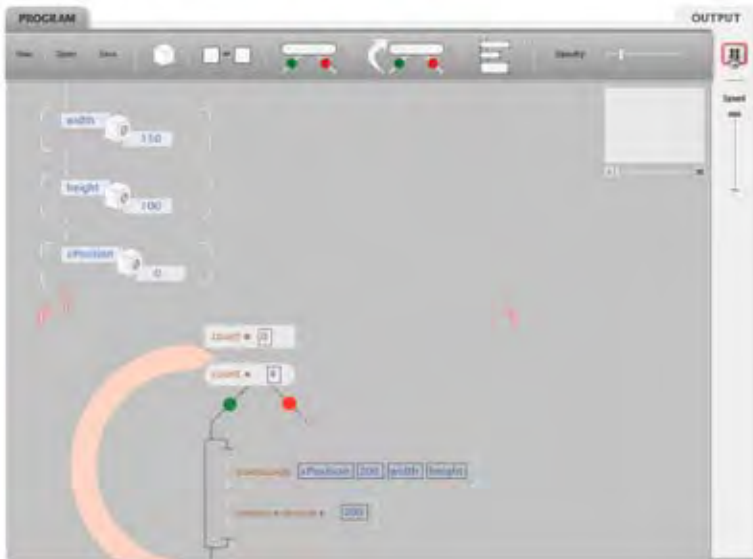 PROGRAM
OUTPUT
New Open Save
Opacity
Speed
width
150
height
100
xPosition
0
count = 0
count
xPosition 200 width height
200